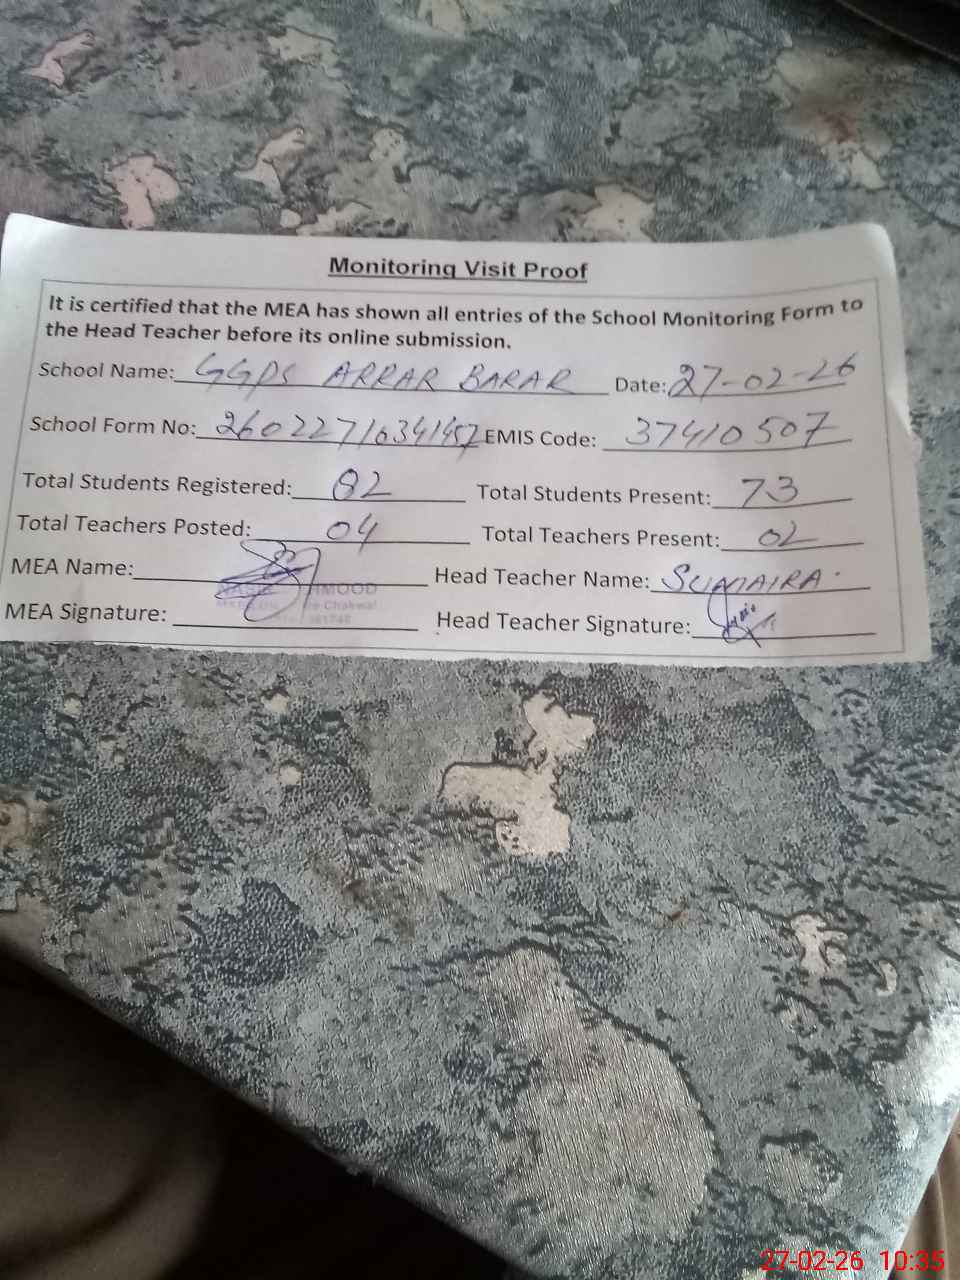 Monitoring Visit Proof
It is certified that the MEA has shown all entries of the School Monitoring Form to
the Head Teacher before its online submission.
School Name: GGPS ARRAR BARAR Date: 27-02-26
School Form No: EMIS Code: 37410507
Total Students Registered: 82 Total Students Present: 73
Total Teachers Posted: 04 Total Teachers Present: 02
MEA Name: Head Teacher Name: SUMAIRA
MEA Signature: Head Teacher Signature:
27-02-26 10:35